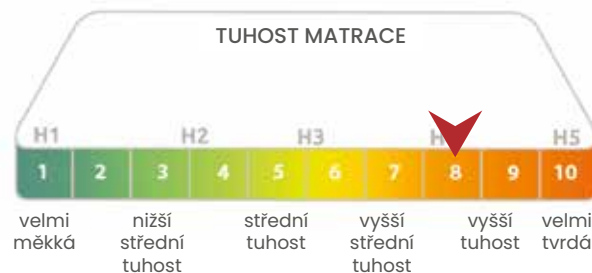 TUHOST MATRACE
H1 H2 H3 H H5
1 2 3 4 5 6 7 8 9 10
velmi nižší střední vyšší vyšší velmi
měkká střední tuhost střední tuhost tvrdá
tuhost tuhost